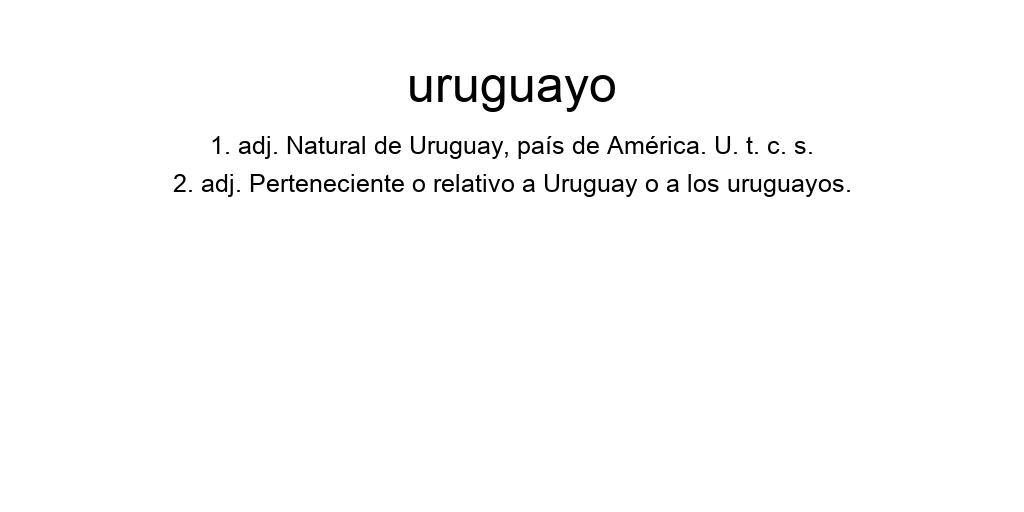 uruguayo
1. adj. Natural de Uruguay, país de América. U. t. c. s.
2. adj. Perteneciente o relativo a Uruguay o a los uruguayos.